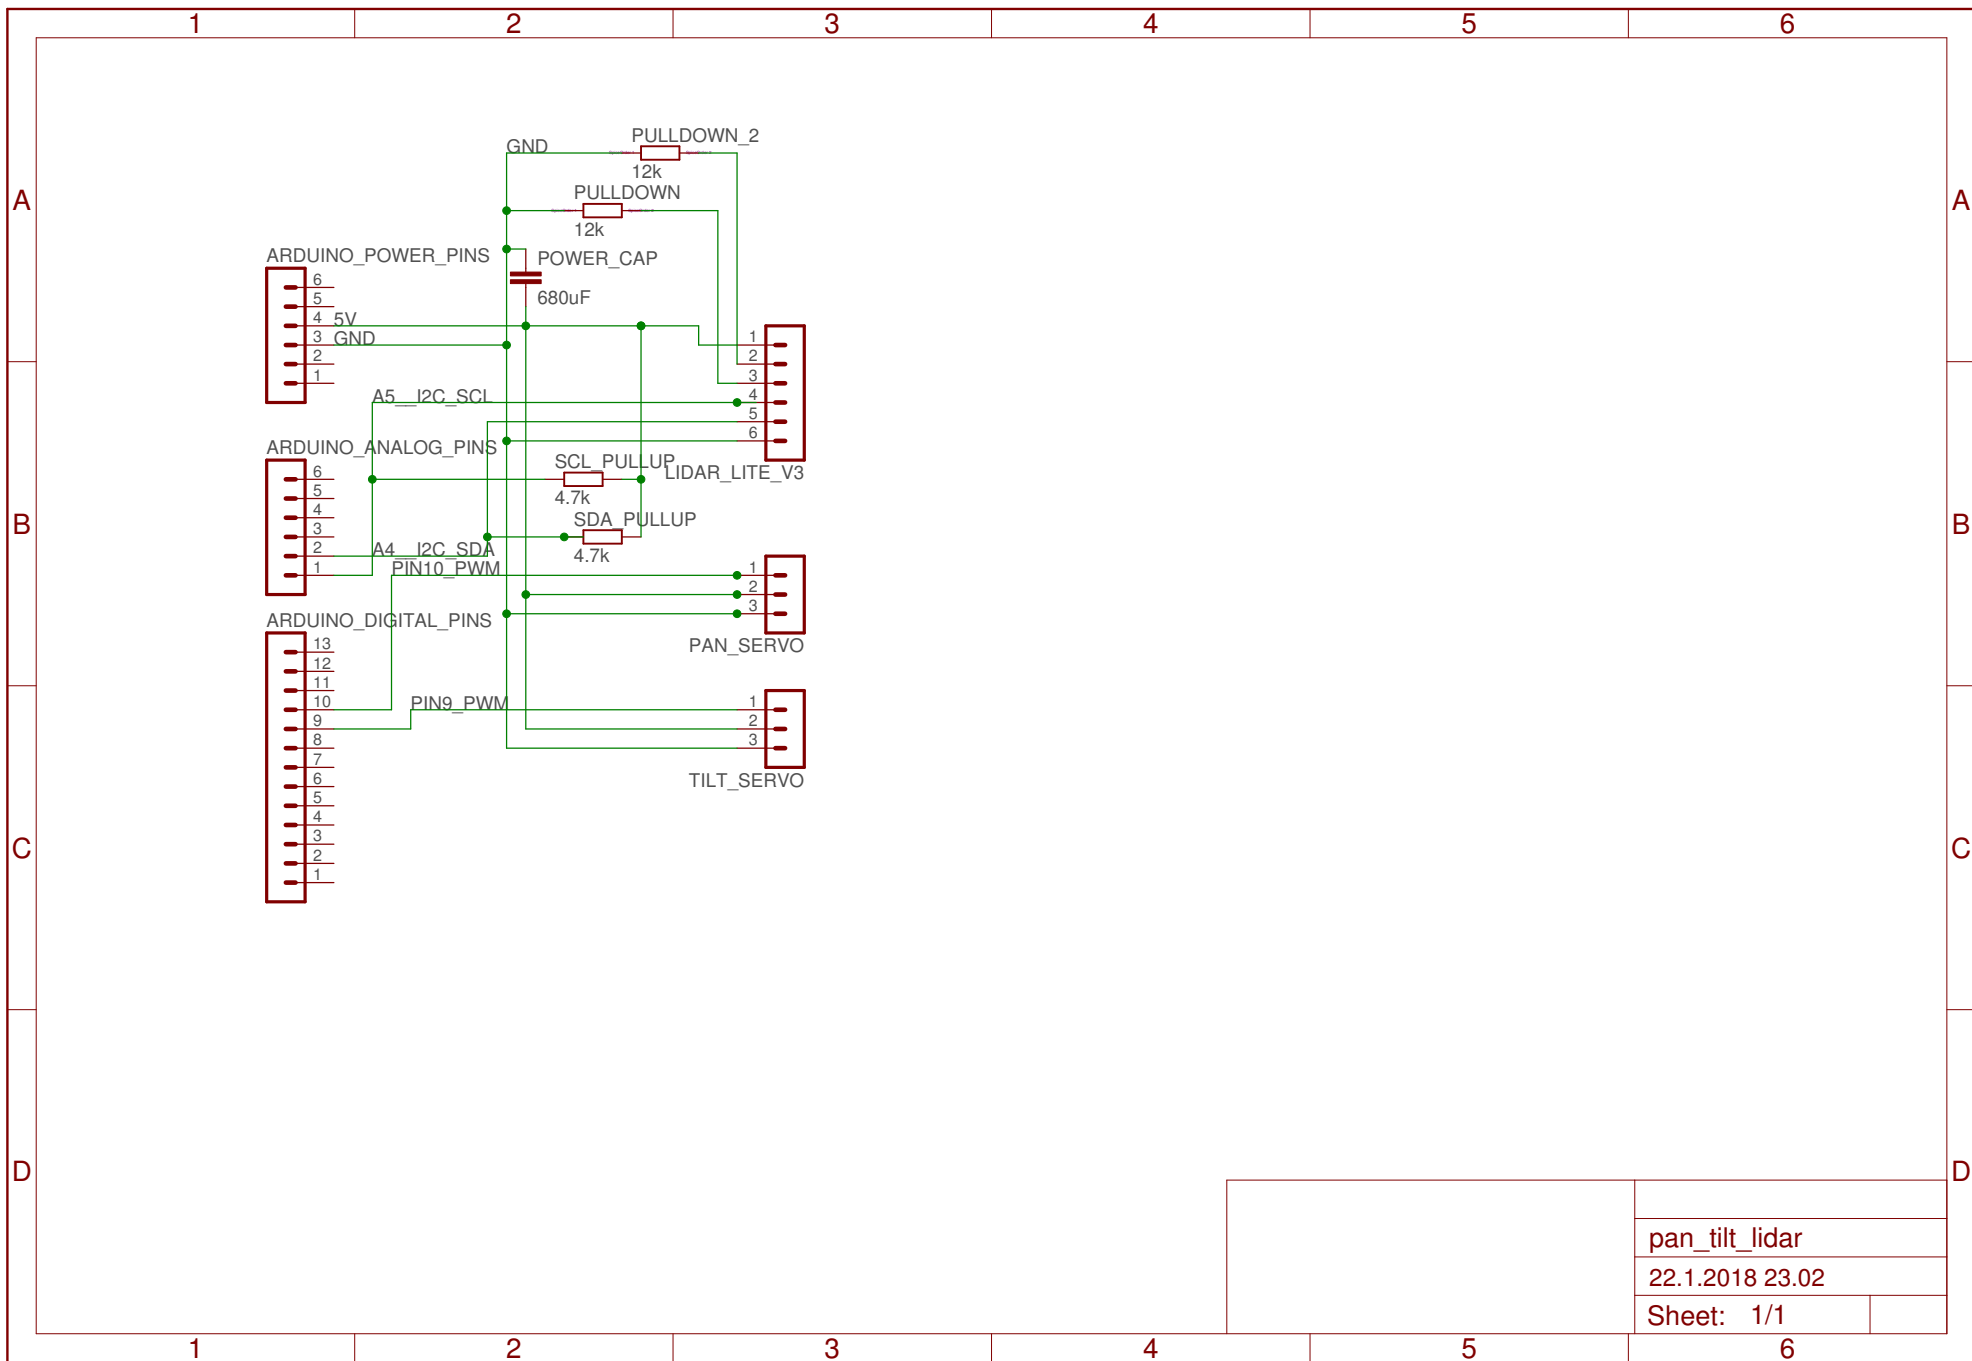 1 2 3 4 5 6
A A
B B
C C
D D
GND
PULLDOWN_2
12k
PULLDOWN
12k
ARDUINO_POWER_PINS
6
5
4 5V
3 GND
2
1
POWER_CAP
680uF
1
2
3
4
5
6
LIDAR_LITE_V3
A5__I2C_SCL
ARDUINO_ANALOG_PINS
6
5
4
3
2
1
SCL_PULLUP
4.7k
SDA_PULLUP
4.7k
A4__I2C_SDA
PIN10_PWM
1
2
3
PAN_SERVO
ARDUINO_DIGITAL_PINS
13
12
11
10
9
8
7
6
5
4
3
2
1
PIN9_PWM
1
2
3
TILT_SERVO
pan_tilt_lidar
22.1.2018 23.02
Sheet: 1/1
1 2 3 4 5 6